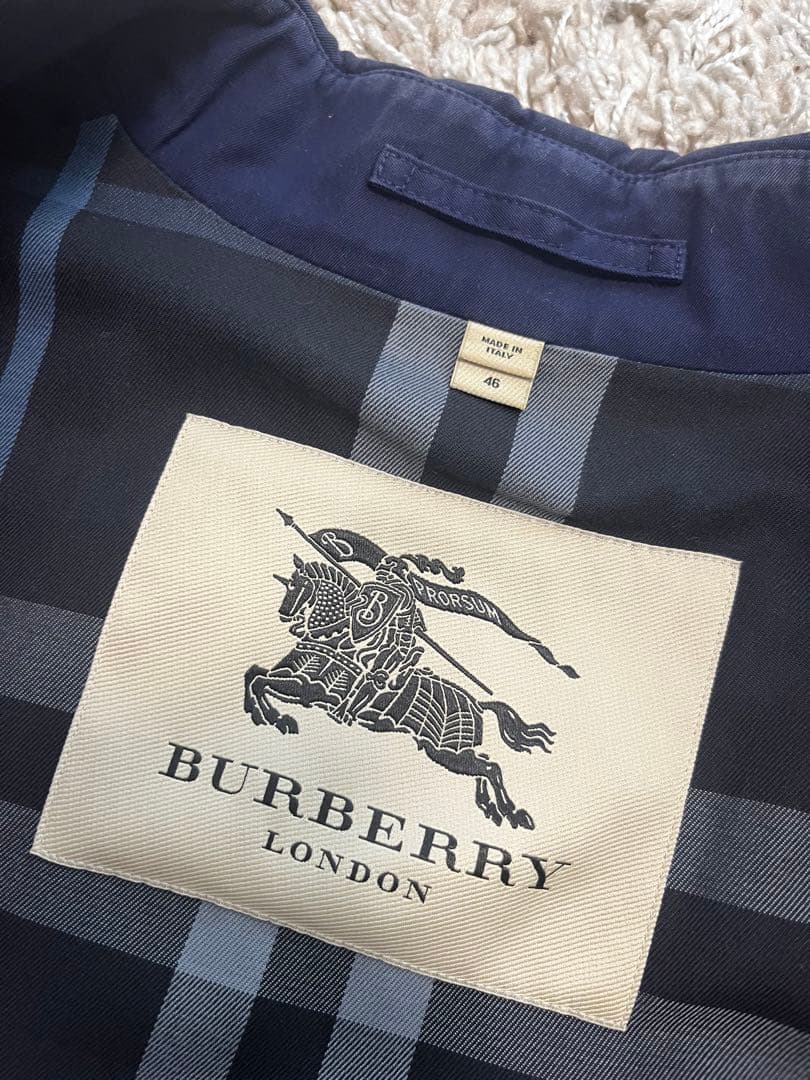 MADE IN
ITALY
46
B
PRORSUM
B
BURBERRY
LONDON